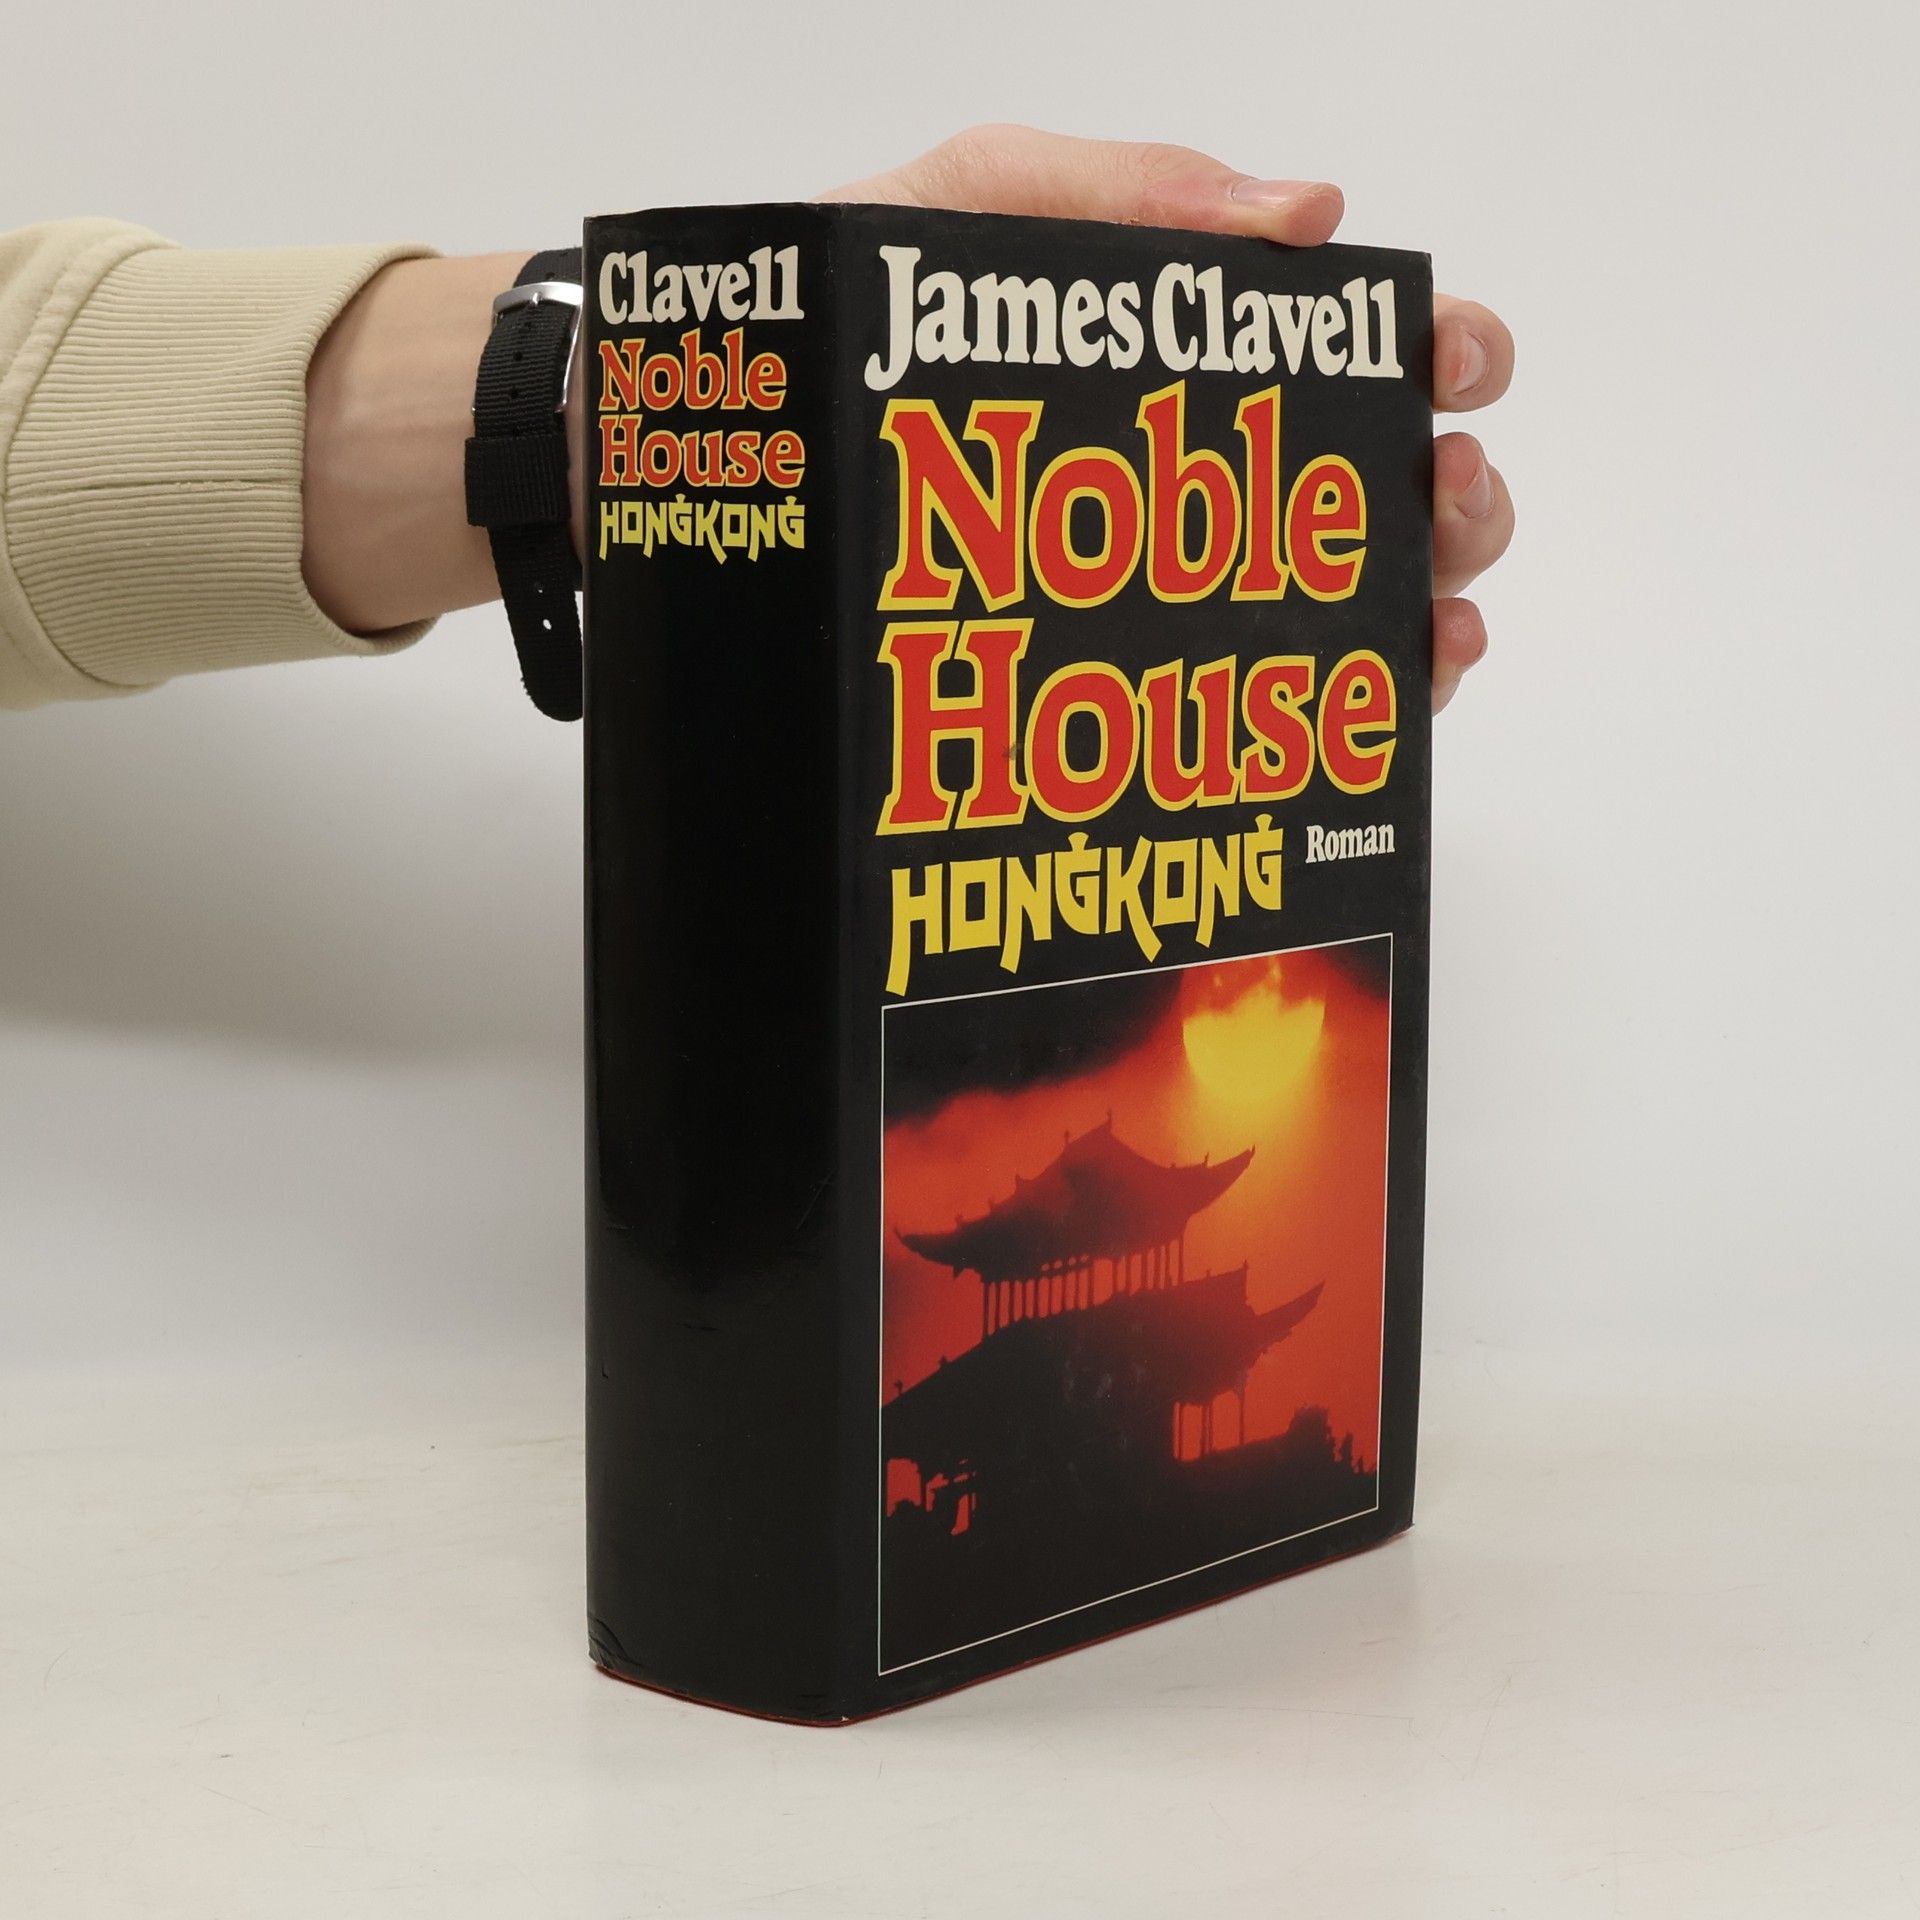 Clavell
Noble
House
HONGKONG
James Clavell
Noble
House
HONGKONG
Roman